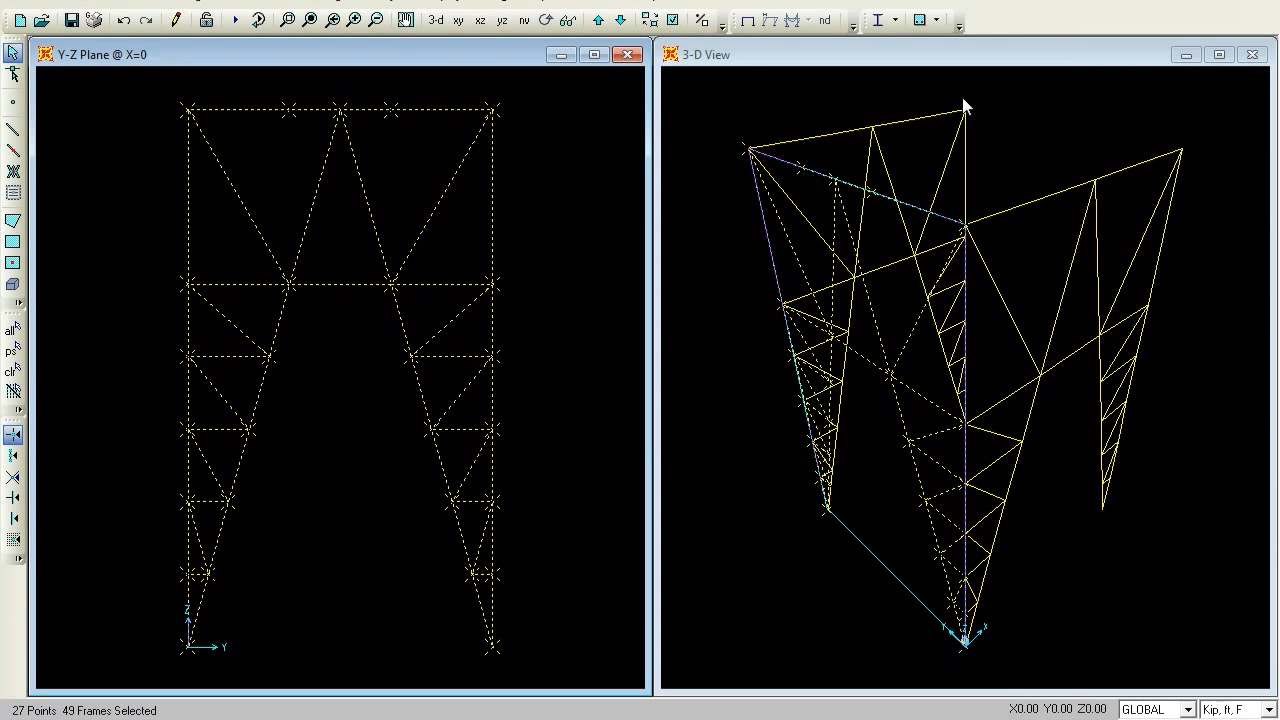 3-d xy xz yz nv nd
Y-Z Plane @ X=0
3-D View
all
ps
clr
Z
Y
Y
Z
X
27 Points 49 Frames Selected
X0.00 Y0.00 Z0.00
GLOBAL
Kip, ft, F